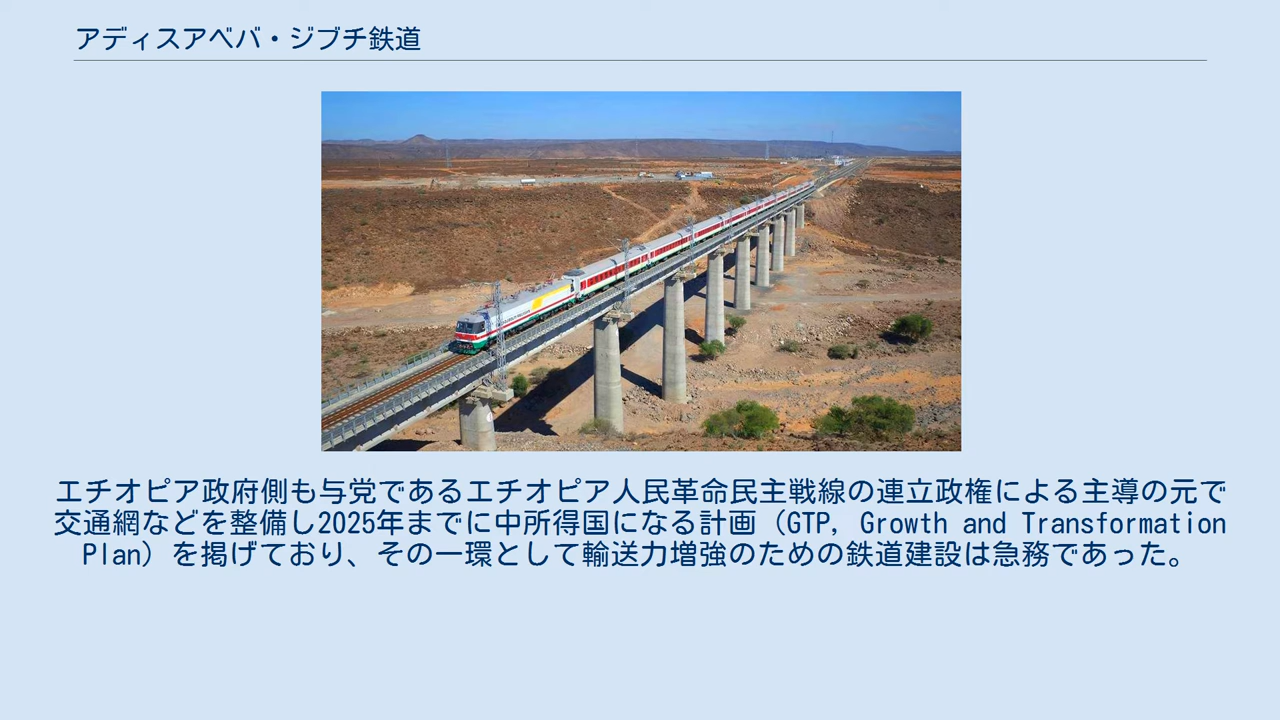 アディスアベバ・ジブチ鉄道
エチオピア政府側も与党であるエチオピア人民革命民主戦線の連立政権による主導の元で
交通網などを整備し2025年までに中所得国になる計画（GTP, Growth and Transformation
Plan）を掲げており、その一環として輸送力増強のための鉄道建設は急務であった。